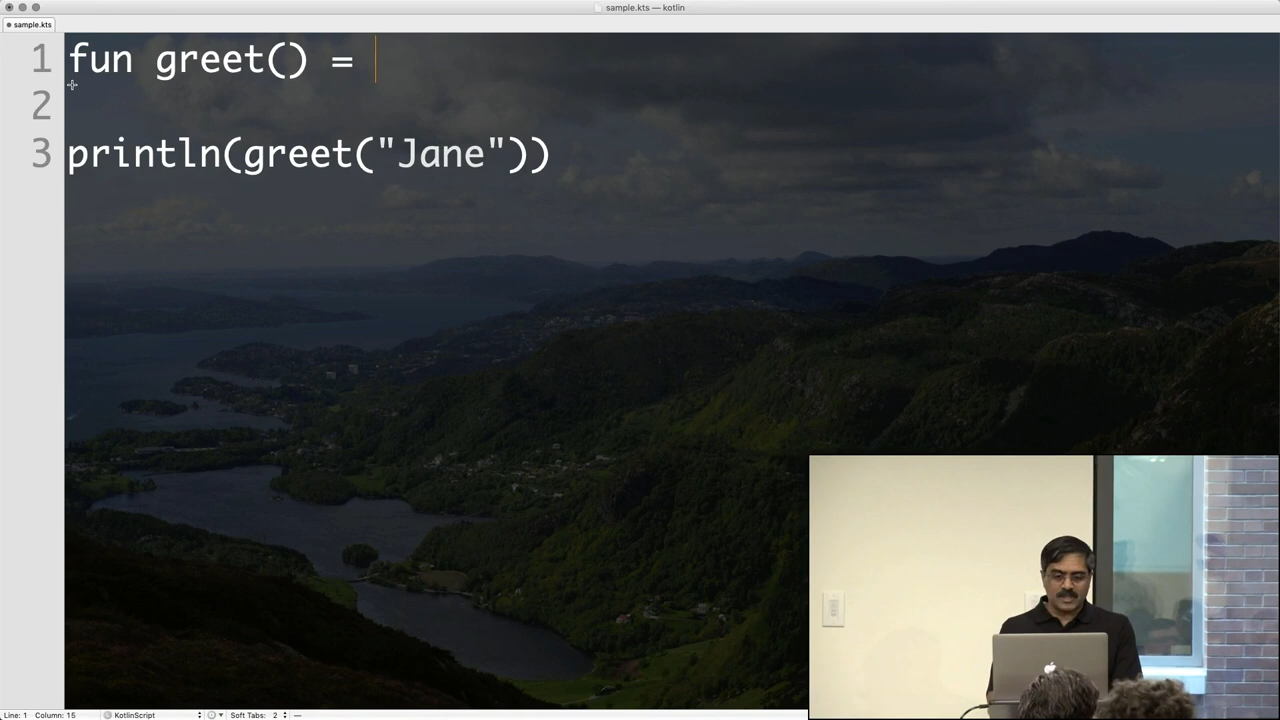 sample.kts — kotlin
sample.kts
1 fun greet() =
2
3 println(greet("Jane"))
Line: 1 Column: 15 KotlinScript Soft Tabs: 2 —